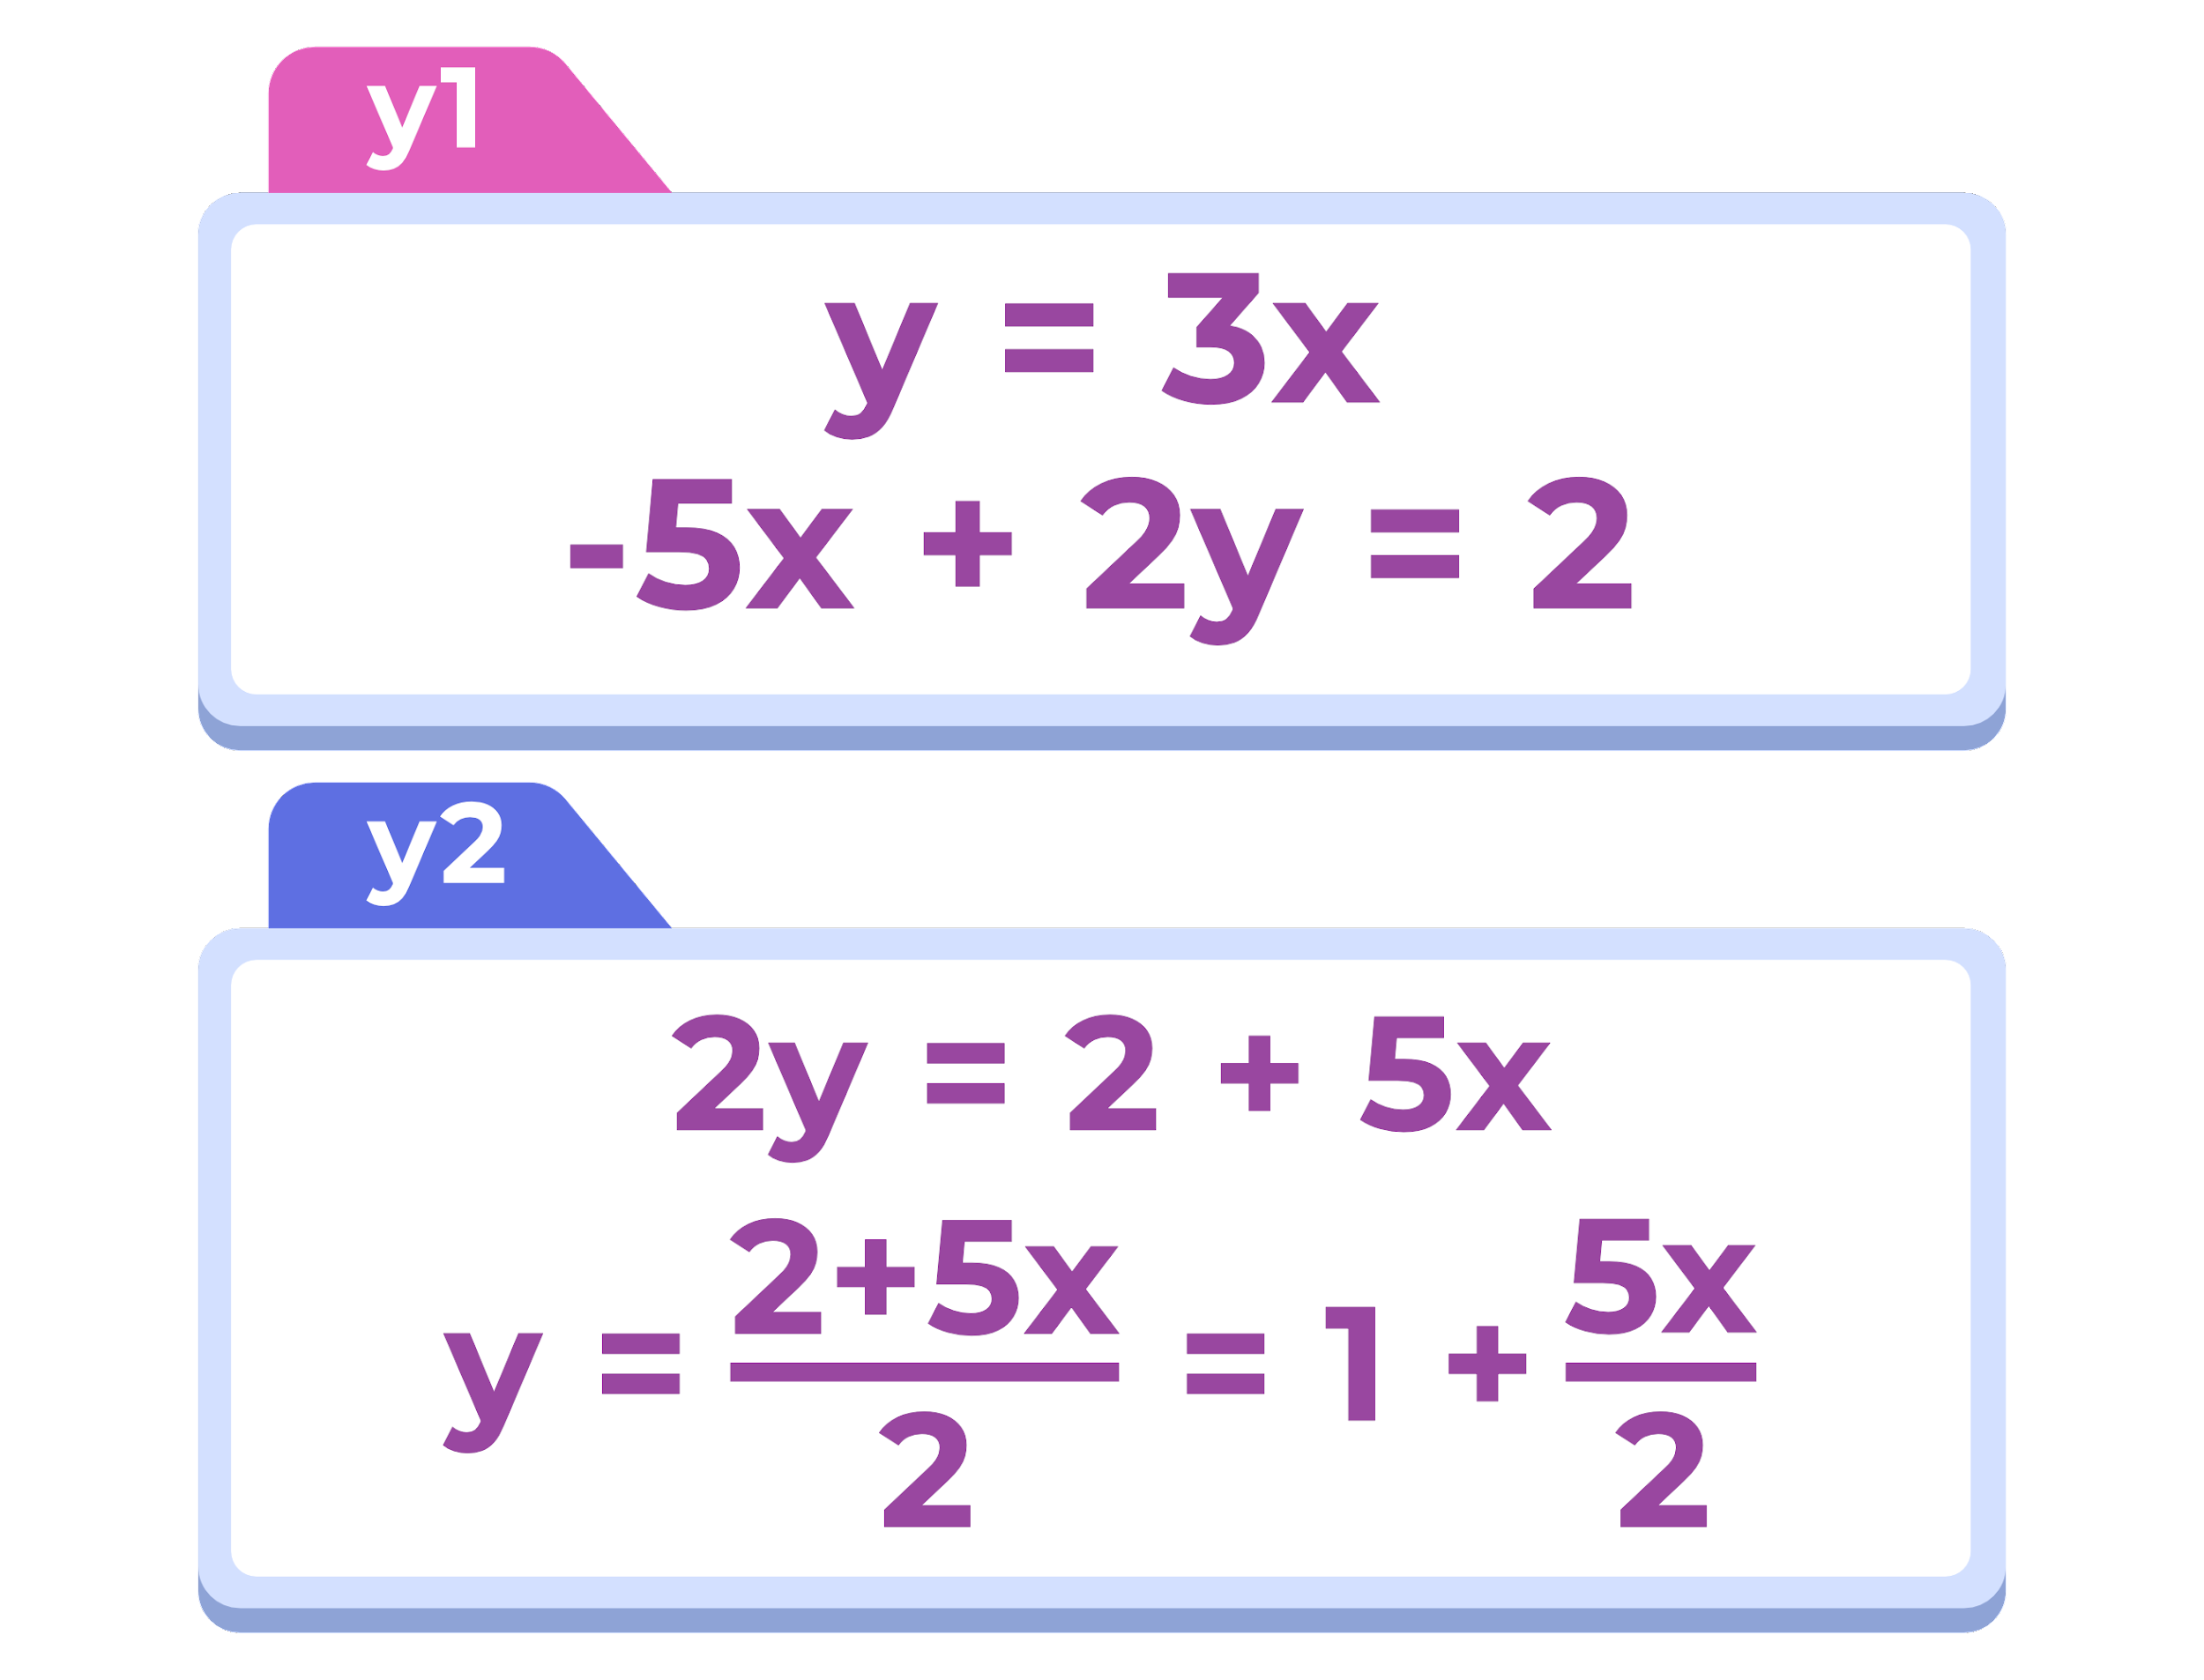 y1
y = 3x
-5x + 2y = 2
y2
2y = 2 + 5x
y = 2+5x/2 = 1 + 5x/2